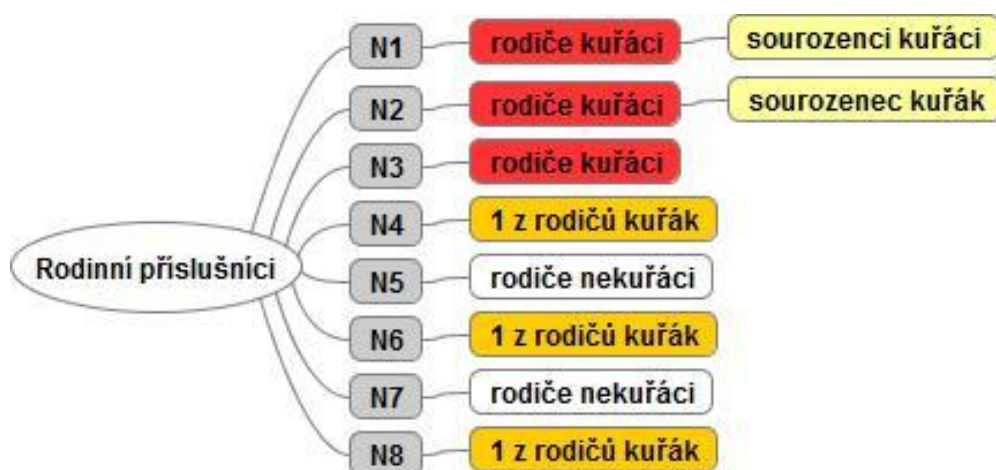 N1 rodiče kuřáci sourozenci kuřáci
N2 rodiče kuřáci sourozenec kuřák
N3 rodiče kuřáci
N4 1 z rodičů kuřák
Rodinní příslušníci
N5 rodiče nekuřáci
N6 1 z rodičů kuřák
N7 rodiče nekuřáci
N8 1 z rodičů kuřák